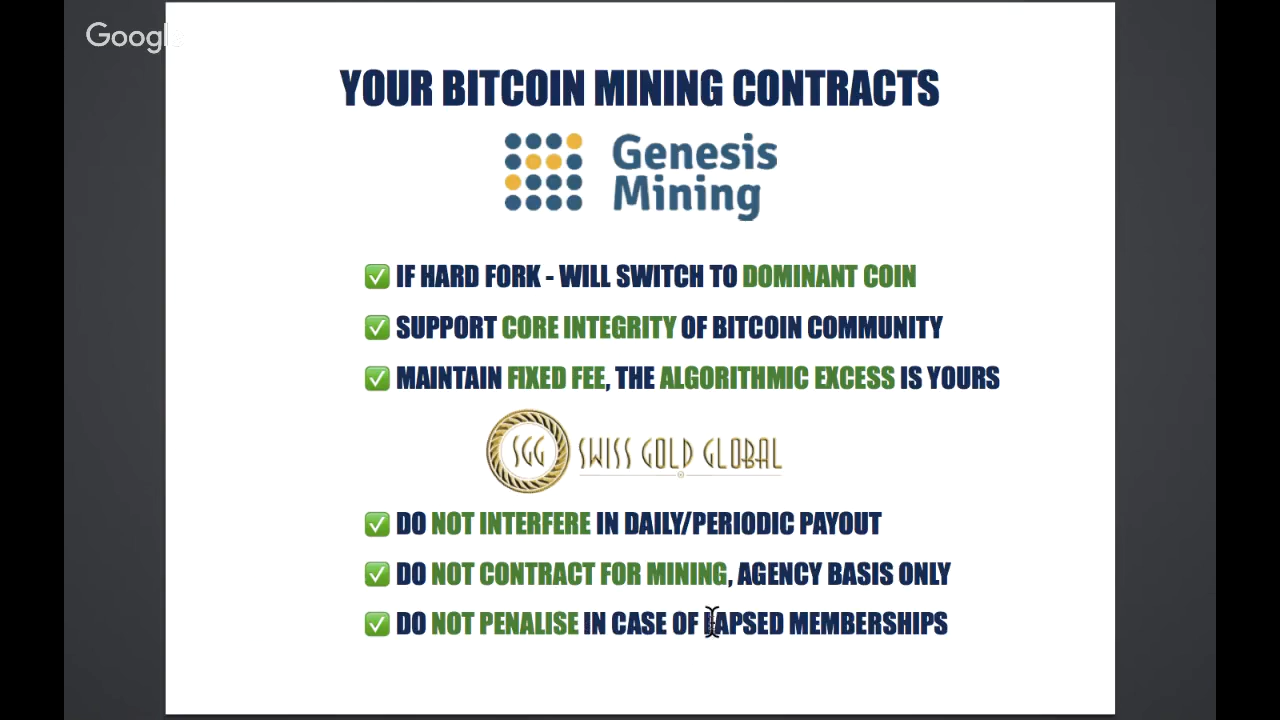 Google
YOUR BITCOIN MINING CONTRACTS
Genesis
Mining
IF HARD FORK - WILL SWITCH TO DOMINANT COIN
SUPPORT CORE INTEGRITY OF BITCOIN COMMUNITY
MAINTAIN FIXED FEE, THE ALGORITHMIC EXCESS IS YOURS
SGG SWISS GOLD GLOBAL
DO NOT INTERFERE IN DAILY/PERIODIC PAYOUT
DO NOT CONTRACT FOR MINING, AGENCY BASIS ONLY
DO NOT PENALISE IN CASE OF LAPSED MEMBERSHIPS